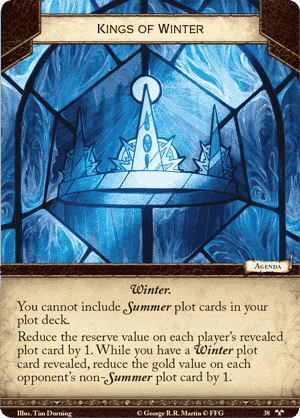 Kings of Winter
Agenda
Winter.
You cannot include Summer plot cards in your
plot deck.
Reduce the reserve value on each player's revealed
plot card by 1. While you have a Winter plot
card revealed, reduce the gold value on each
opponent's non-Summer plot card by 1.
Illus. Tim Durning © George R.R. Martin © FFG 38